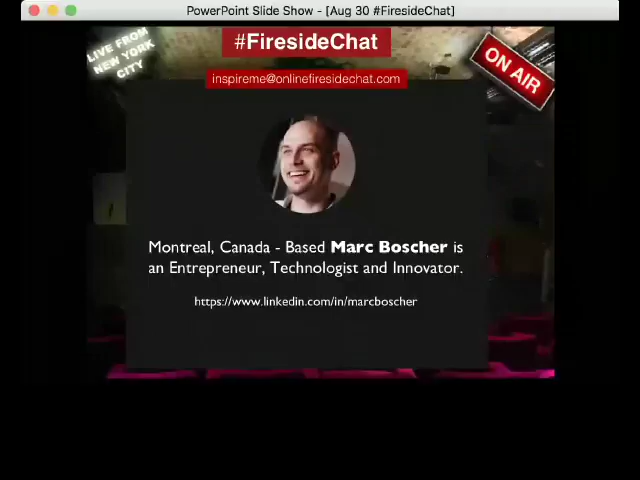 PowerPoint Slide Show - [Aug 30 #FiresideChat]
LIVE FROM
NEW YORK
CITY
#FiresideChat
ON AIR
inspireme@onlinefiresidechat.com
Montreal, Canada - Based Marc Boscher is
an Entrepreneur, Technologist and Innovator.
https://www.linkedin.com/in/marcboscher